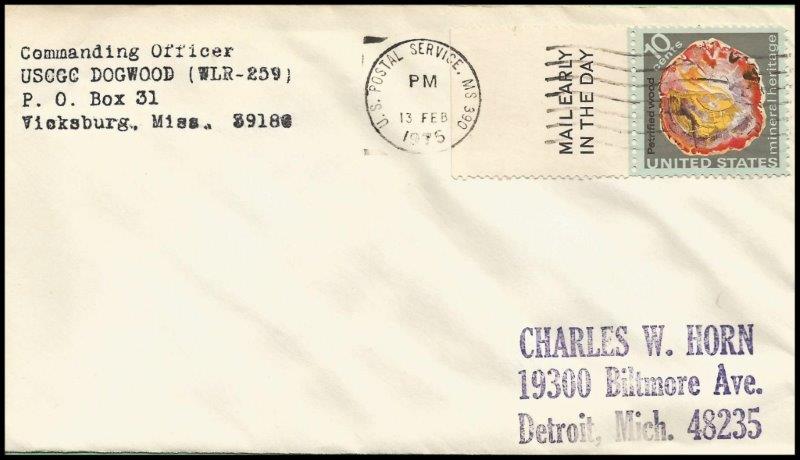 Commanding Officer
USCGC DOGWOOD (WLR-259)
P. O. Box 31
Vicksburg, Miss. 39180
U.S. POSTAL SERVICE, MS 390
PM
13 FEB
1975
MAIL EARLY
IN THE DAY
10 cents
Petrified wood
mineral heritage
UNITED STATES
CHARLES W. HORN
19300 Biltmore Ave.
Detroit, Mich. 48235